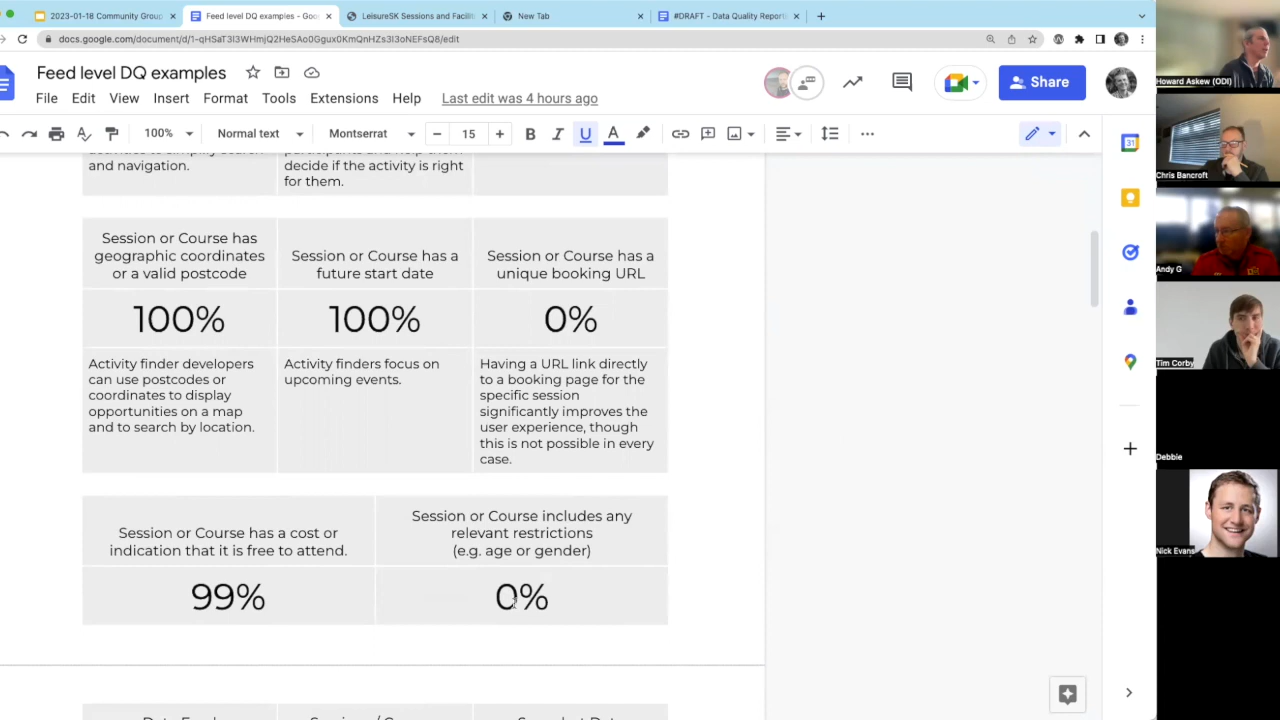 2023-01-18 Community Group
Feed level DQ examples - Goo
LeisureSK Sessions and Facilit
New Tab
#DRAFT - Data Quality Report
docs.google.com/document/d/1-qHSaT3I3WHmjQ2HeSAo0Ggux0KmQnHZs3I3oNEFsQ8/edit
Feed level DQ examples
File Edit View Insert Format Tools Extensions Help Last edit was 4 hours ago
Share
100% Normal text Montserrat 15 B I U A
31
and navigation.
decide if the activity is right
for them.
Session or Course has
geographic coordinates
or a valid postcode
Session or Course has a
future start date
Session or Course has a
unique booking URL
100% 100% 0%
Activity finder developers
can use postcodes or
coordinates to display
opportunities on a map
and to search by location.
Activity finders focus on
upcoming events.
Having a URL link directly
to a booking page for the
specific session
significantly improves the
user experience, though
this is not possible in every
case.
Session or Course has a cost or
indication that it is free to attend.
Session or Course includes any
relevant restrictions
(e.g. age or gender)
99% 0%
Howard Askew (ODI)
Chris Bancroft
Andy G
Tim Corby
Debbie
Nick Evans